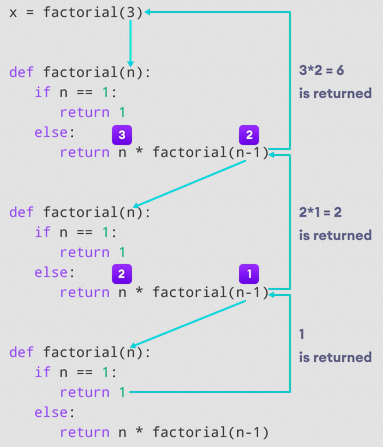 x = factorial(3)
def factorial(n):
if n == 1:
return 1
else:
3 2
return n * factorial(n-1)
3*2 = 6
is returned
def factorial(n):
if n == 1:
return 1
else:
2 1
return n * factorial(n-1)
2*1 = 2
is returned
def factorial(n):
if n == 1:
return 1
else:
return n * factorial(n-1)
1
is returned